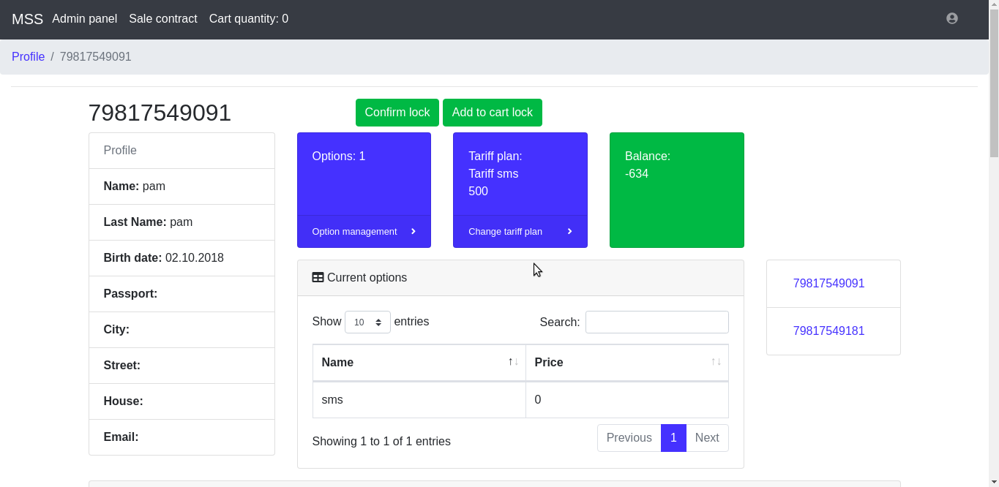 MSS Admin panel Sale contract Cart quantity: 0
Profile / 79817549091
79817549091
Confirm lock Add to cart lock
Profile
Name: pam
Last Name: pam
Birth date: 02.10.2018
Passport:
City:
Street:
House:
Email:
Options: 1
Option management
Tariff plan:
Tariff sms
500
Change tariff plan
Balance:
-634
Current options
Show 10 entries Search:
Name ↑↓ Price ↑↓
sms 0
Showing 1 to 1 of 1 entries
Previous 1 Next
79817549091
79817549181